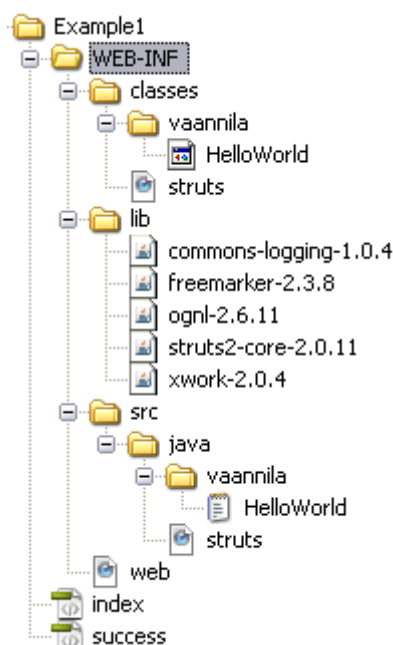 Example1
WEB-INF
classes
vaannila
HelloWorld
struts
lib
commons-logging-1.0.4
freemarker-2.3.8
ognl-2.6.11
struts2-core-2.0.11
xwork-2.0.4
src
java
vaannila
HelloWorld
struts
web
index
success